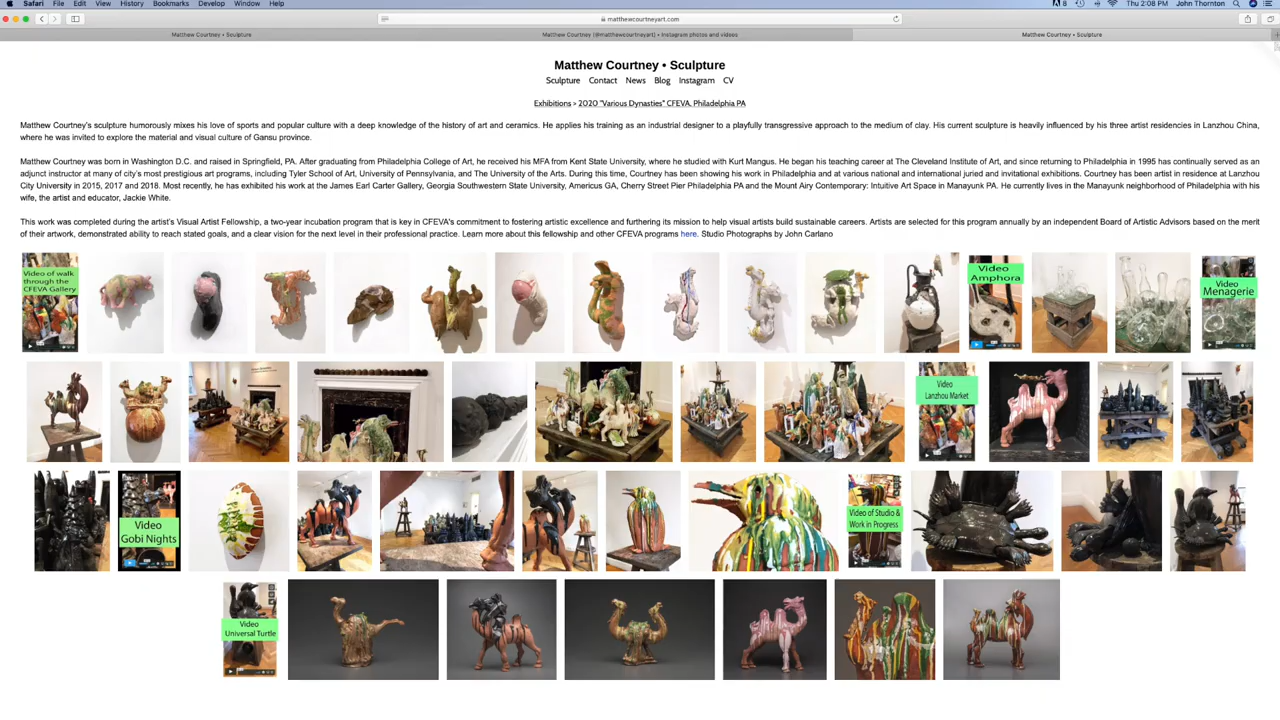 Safari File Edit View History Bookmarks Develop Window Help 8 Thu 2:08 PM John Thornton
matthewcourtneyart.com
Matthew Courtney • Sculpture Matthew Courtney (@matthewcourtneyart) • Instagram photos and videos Matthew Courtney • Sculpture
Matthew Courtney • Sculpture
Sculpture Contact News Blog Instagram CV
Exhibitions > 2020 "Various Dynasties" CFEVA, Philadelphia PA
Matthew Courtney's sculpture humorously mixes his love of sports and popular culture with a deep knowledge of the history of art and ceramics. He applies his training as an industrial designer to a playfully transgressive approach to the medium of clay. His current sculpture is heavily influenced by his three artist residencies in Lanzhou China,
where he was invited to explore the material and visual culture of Gansu province.
Matthew Courtney was born in Washington D.C. and raised in Springfield, PA. After graduating from Philadelphia College of Art, he received his MFA from Kent State University, where he studied with Kurt Mangus. He began his teaching career at The Cleveland Institute of Art, and since returning to Philadelphia in 1995 has continually served as an
adjunct instructor at many of city's most prestigious art programs, including Tyler School of Art, University of Pennsylvania, and The University of the Arts. During this time, Courtney has been showing his work in Philadelphia and at various national and international juried and invitational exhibitions. Courtney has been artist in residence at Lanzhou
City University in 2015, 2017 and 2018. Most recently, he has exhibited his work at the James Earl Carter Gallery, Georgia Southwestern State University, Americus GA, Cherry Street Pier Philadelphia PA and the Mount Airy Contemporary: Intuitive Art Space in Manayunk PA. He currently lives in the Manayunk neighborhood of Philadelphia with his
wife, the artist and educator, Jackie White.
This work was completed during the artist's Visual Artist Fellowship, a two-year incubation program that is key in CFEVA's commitment to fostering artistic excellence and furthering its mission to help visual artists build sustainable careers. Artists are selected for this program annually by an independent Board of Artistic Advisors based on the merit
of their artwork, demonstrated ability to reach stated goals, and a clear vision for the next level in their professional practice. Learn more about this fellowship and other CFEVA programs here. Studio Photographs by John Carlano
Video of walk
through the
CFEVA Gallery
Video
Amphora
Video
Menagerie
Video
Lanzhou Market
Video
Gobi Nights
Video of Studio &
Work in Progress
Video
Universal Turtle